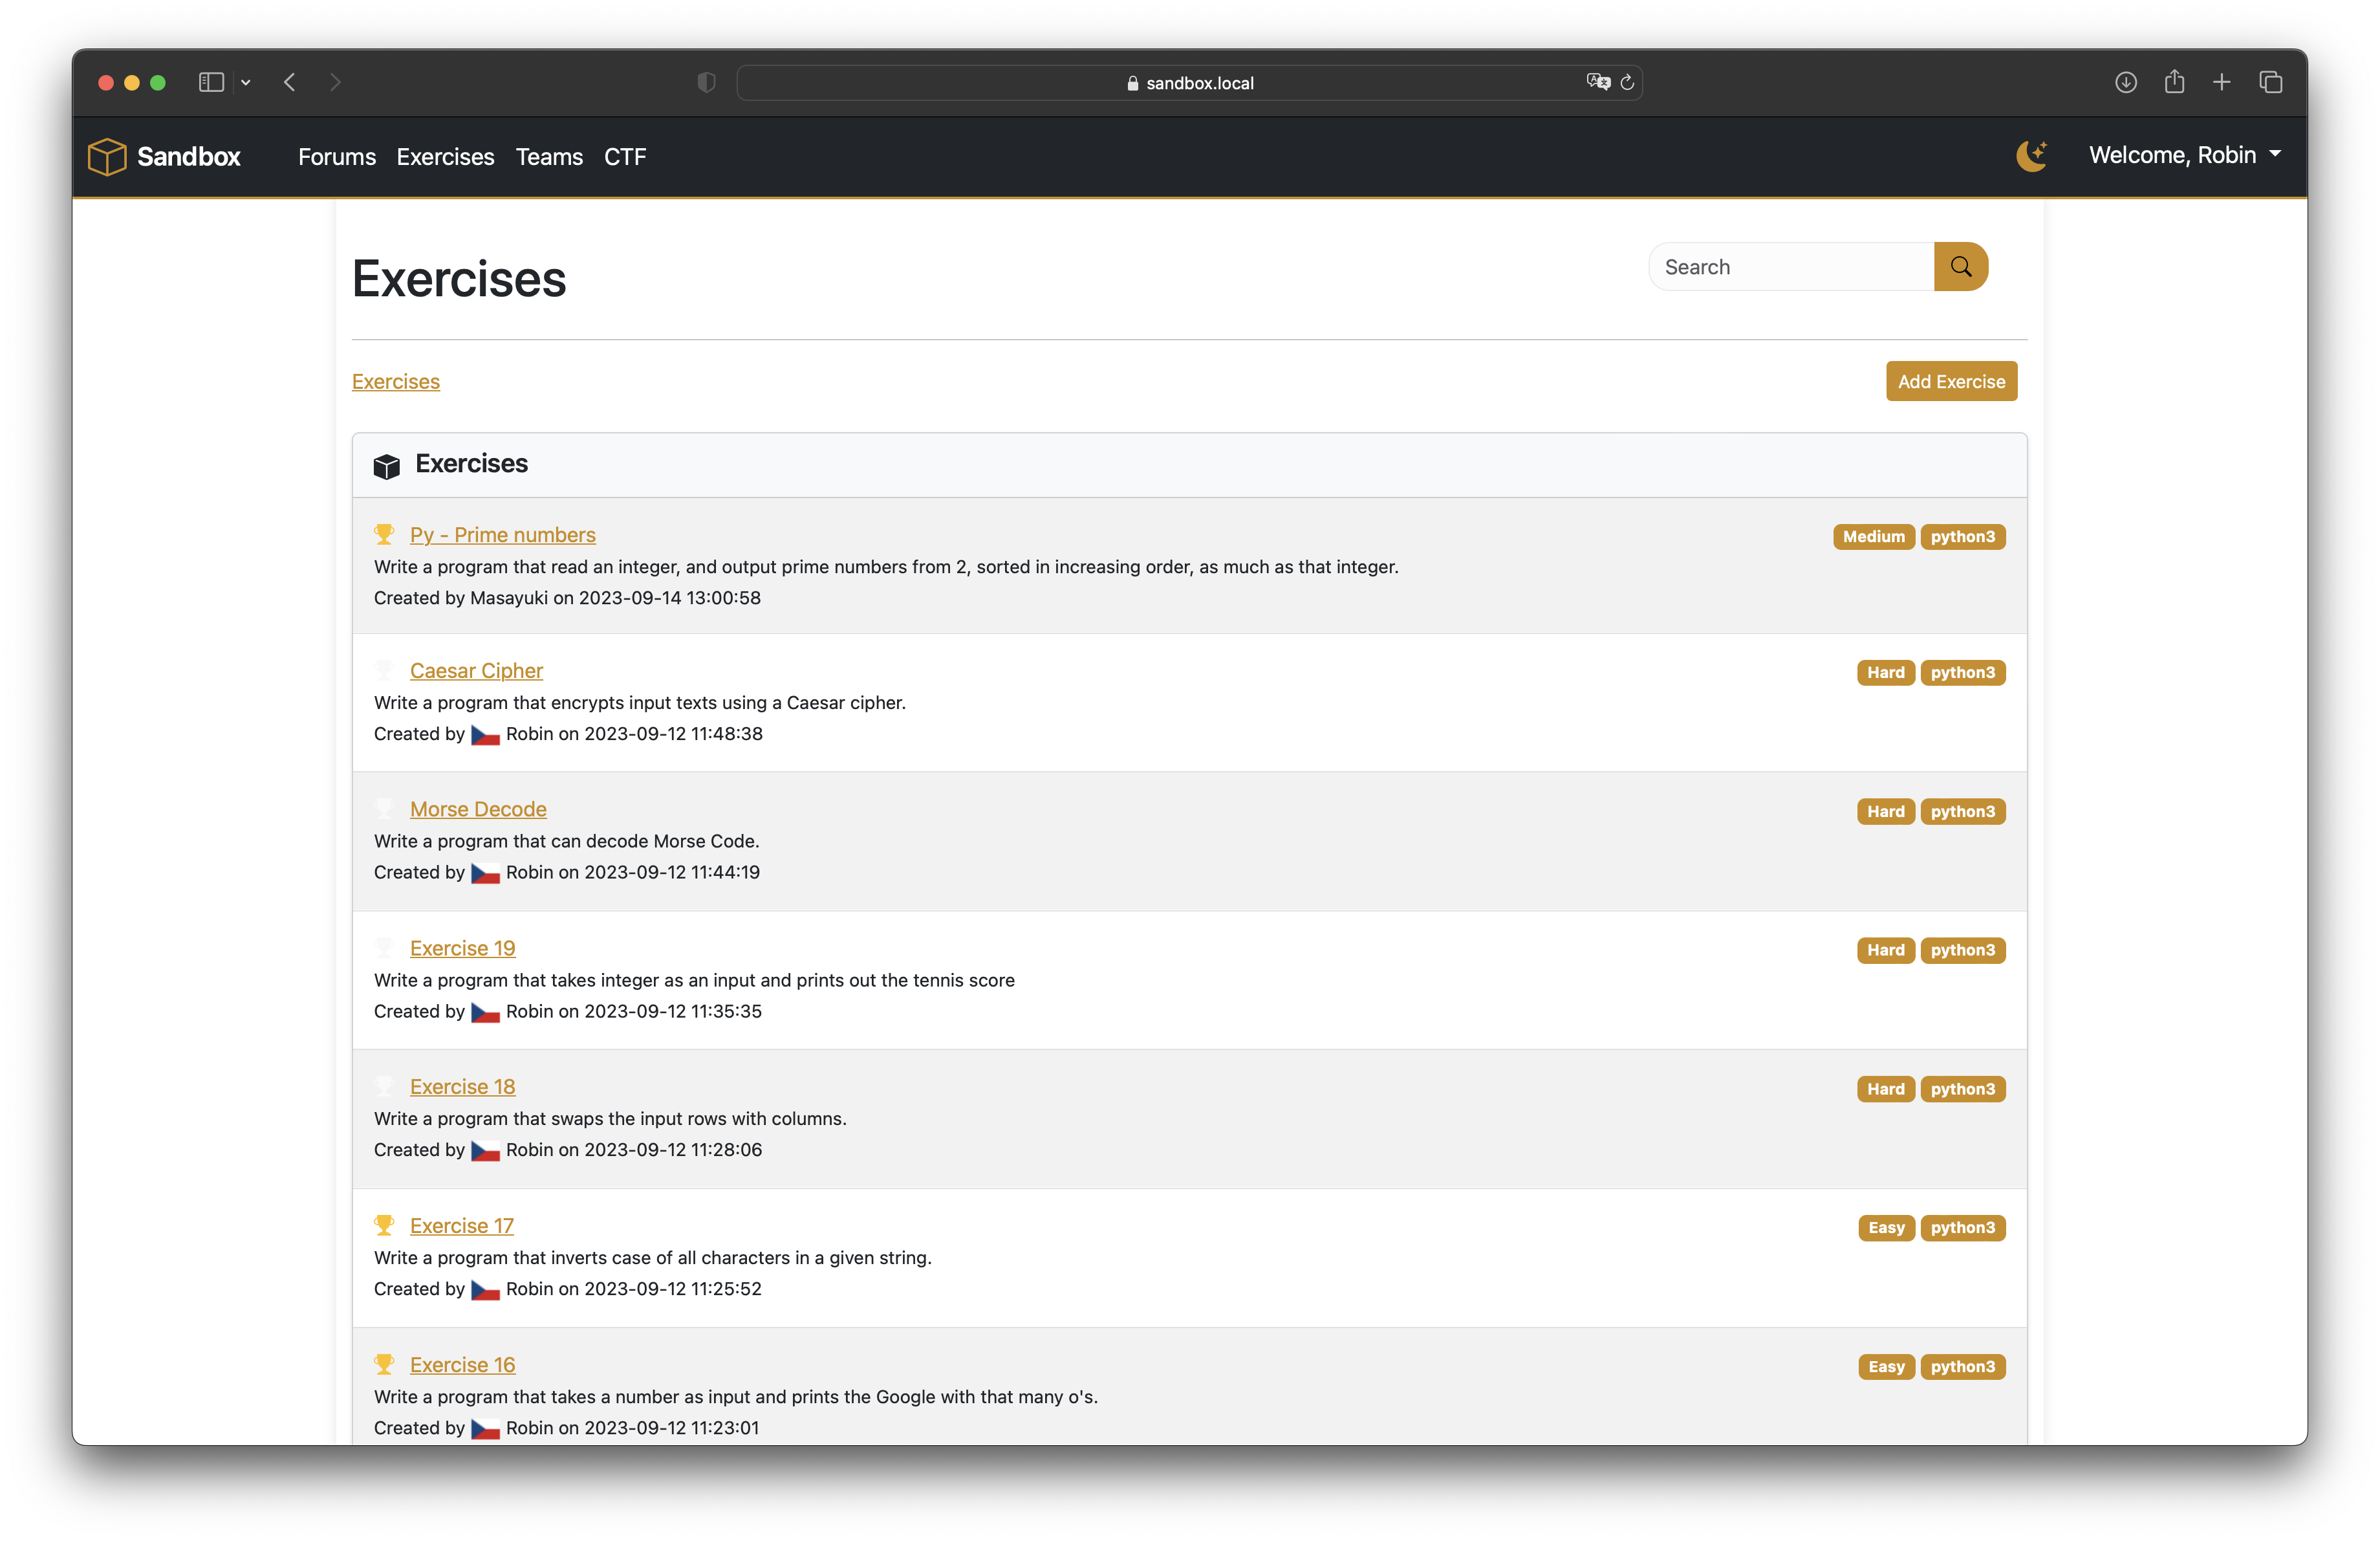 sandbox.local
Sandbox Forums Exercises Teams CTF Welcome, Robin
Exercises
Search
Exercises
Add Exercise
Exercises
Py - Prime numbers
Medium python3
Write a program that read an integer, and output prime numbers from 2, sorted in increasing order, as much as that integer.
Created by Masayuki on 2023-09-14 13:00:58
Caesar Cipher
Hard python3
Write a program that encrypts input texts using a Caesar cipher.
Created by Robin on 2023-09-12 11:48:38
Morse Decode
Hard python3
Write a program that can decode Morse Code.
Created by Robin on 2023-09-12 11:44:19
Exercise 19
Hard python3
Write a program that takes integer as an input and prints out the tennis score
Created by Robin on 2023-09-12 11:35:35
Exercise 18
Hard python3
Write a program that swaps the input rows with columns.
Created by Robin on 2023-09-12 11:28:06
Exercise 17
Easy python3
Write a program that inverts case of all characters in a given string.
Created by Robin on 2023-09-12 11:25:52
Exercise 16
Easy python3
Write a program that takes a number as input and prints the Google with that many o's.
Created by Robin on 2023-09-12 11:23:01